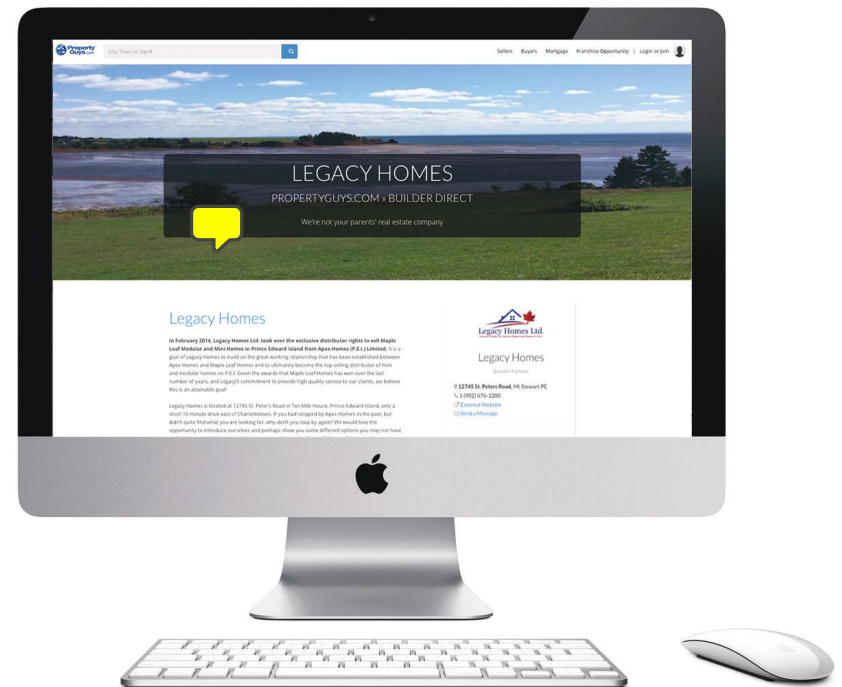 Property Guys.com
City, Town or Sign#
Sellers Buyers Mortgage Franchise Opportunity | Login or Join
LEGACY HOMES
PROPERTYGUYS.COM » BUILDER DIRECT
We're not your parents' real estate company
Legacy Homes
In February 2014, Legacy Homes Ltd. took over the exclusive distributor rights to sell Maple
Leaf Modular and Mini Homes in Prince Edward Island from Apex Homes (P.E.I.) Limited. It is a
goal of Legacy Homes to build on the great working relationship that has been established between
Apex Homes and Maple Leaf Homes and to ultimately become the top-selling distributor of mini
and modular homes on P.E.I. Given the awards that Maple Leaf Homes has won over the last
number of years, and Legacy's commitment to provide high quality service to our clients, we believe
this is an attainable goal!
Legacy Homes is located at 12745 St. Peter's Road in Ten Mile House, Prince Edward Island, only a
short 10 minute drive east of Charlottetown. If you had stopped by Apex Home's in the past, but
didn't quite find what you are looking for, why don't you stop by again? We would love the
opportunity to introduce ourselves and perhaps show you some different options you may not have
Legacy Homes Ltd.
Legacy Homes
Builder Partner
12745 St. Peters Road, Mt Stewart PE
1 (902) 676-3200
External Website
Send a Message